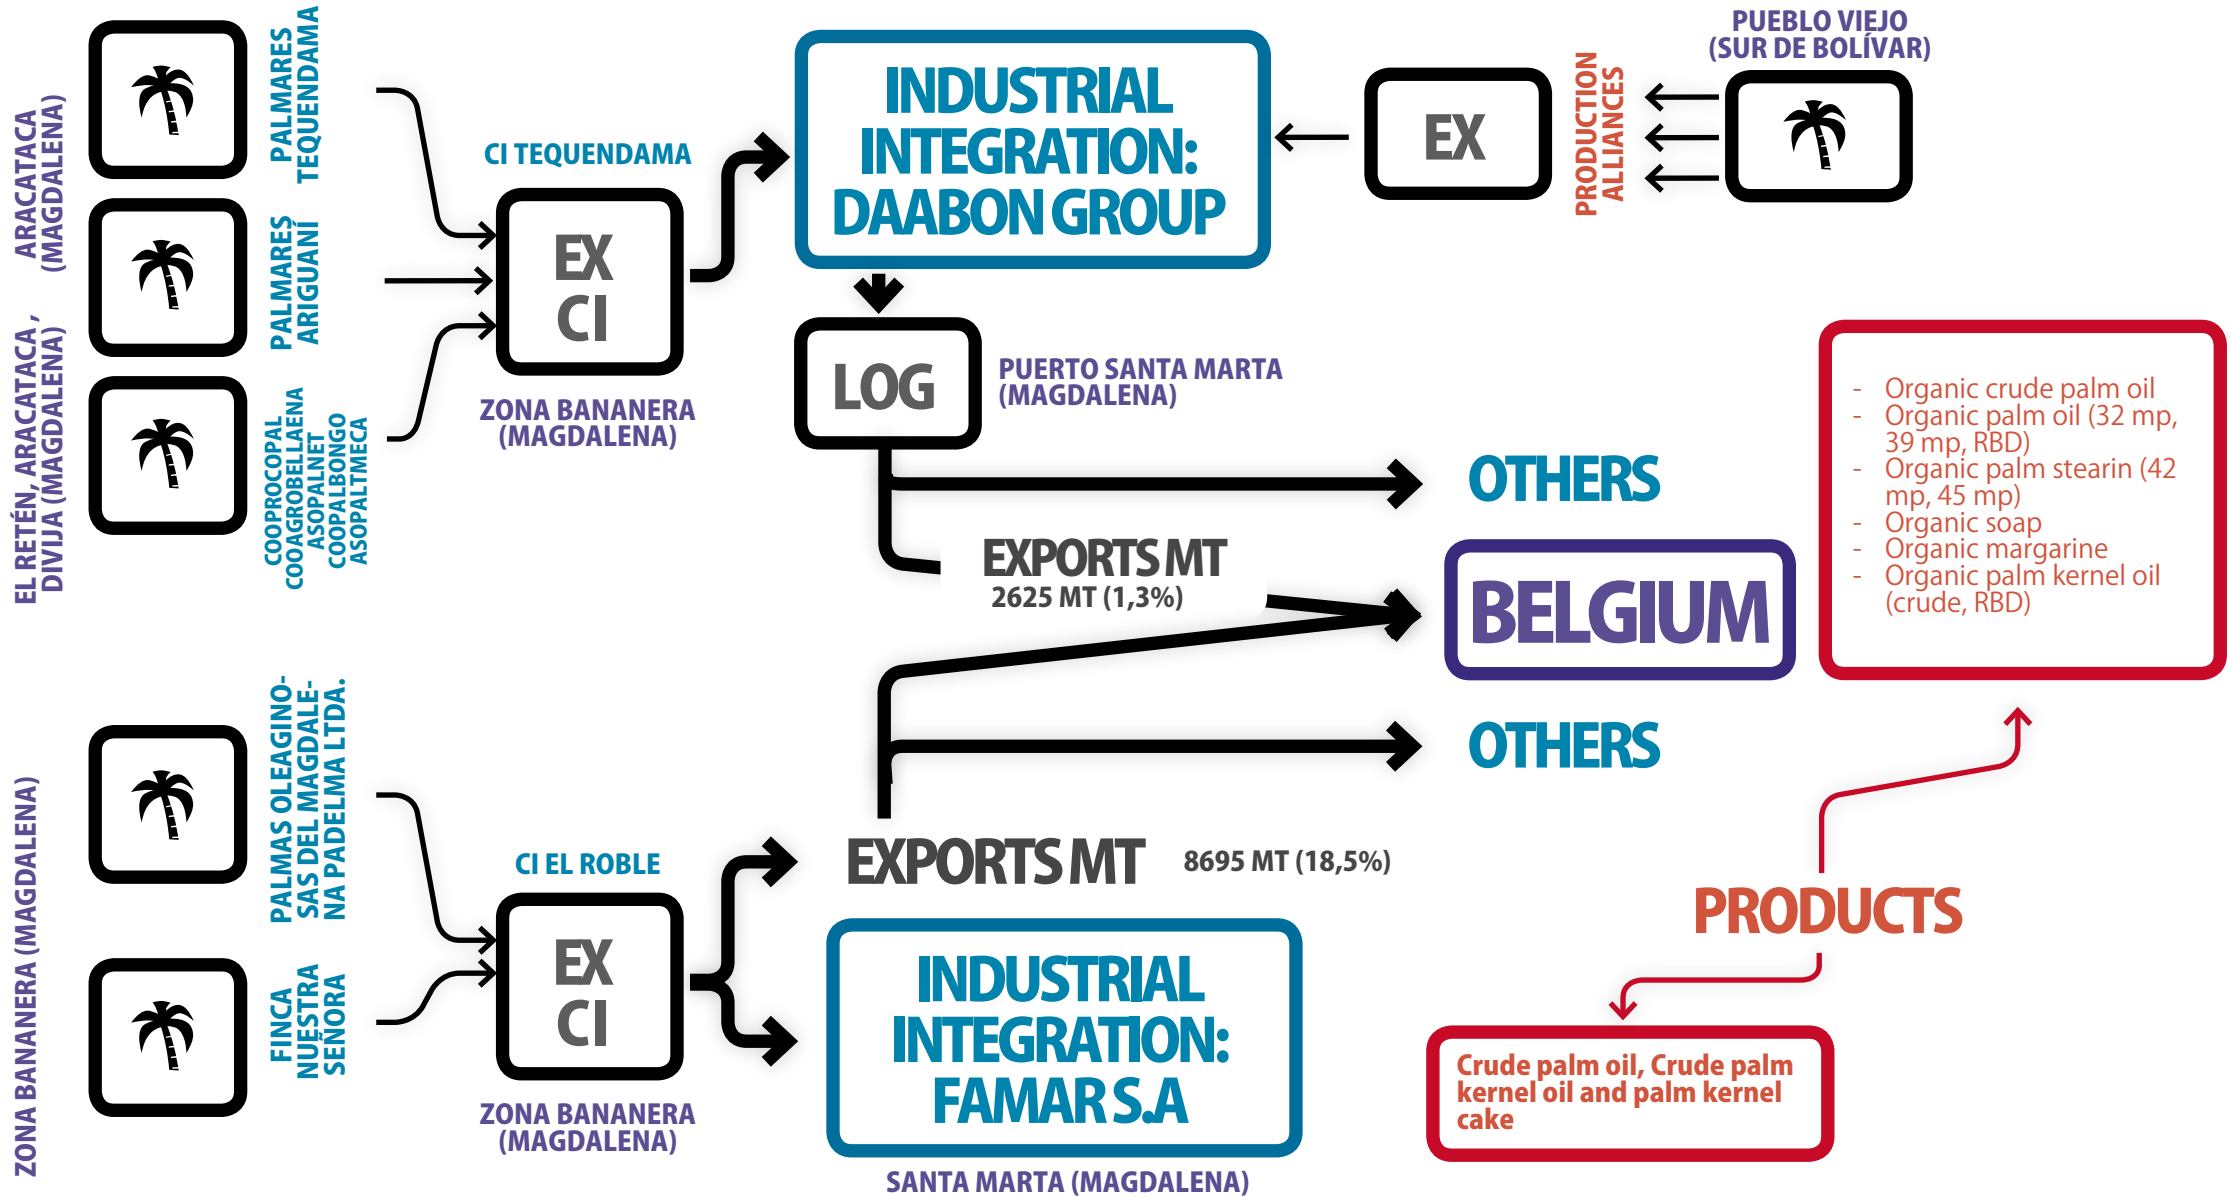 ARACATACA
(MAGDALENA)
PALMARES
TEQUENDAMA
PALMARES
ARIGUANÍ
EL RETÉN, ARACATACA ,
DIVIJA (MAGDALENA)
COOPROCOPAL
COOAGROBELLAENA
ASOPALNET
COOPALBONGO
ASOPALTMECA
CI TEQUENDAMA
EX
CI
ZONA BANANERA
(MAGDALENA)
INDUSTRIAL
INTEGRATION:
DAABON GROUP
EX
PRODUCTION
ALLIANCES
PUEBLO VIEJO
(SUR DE BOLÍVAR)
LOG
PUERTO SANTA MARTA
(MAGDALENA)
OTHERS
EXPORTS MT
2625 MT (1,3%)
BELGIUM
OTHERS
- Organic crude palm oil
- Organic palm oil (32 mp,
39 mp, RBD)
- Organic palm stearin (42
mp, 45 mp)
- Organic soap
- Organic margarine
- Organic palm kernel oil
(crude, RBD)
ZONA BANANERA (MAGDALENA)
PALMAS OLEAGINO-
SAS DEL MAGDALE-
NA PADELMA LTDA.
FINCA
NUESTRA
SEÑORA
CI EL ROBLE
EX
CI
ZONA BANANERA
(MAGDALENA)
EXPORTS MT
8695 MT (18,5%)
INDUSTRIAL
INTEGRATION:
FAMAR S.A
SANTA MARTA (MAGDALENA)
PRODUCTS
Crude palm oil, Crude palm
kernel oil and palm kernel
cake